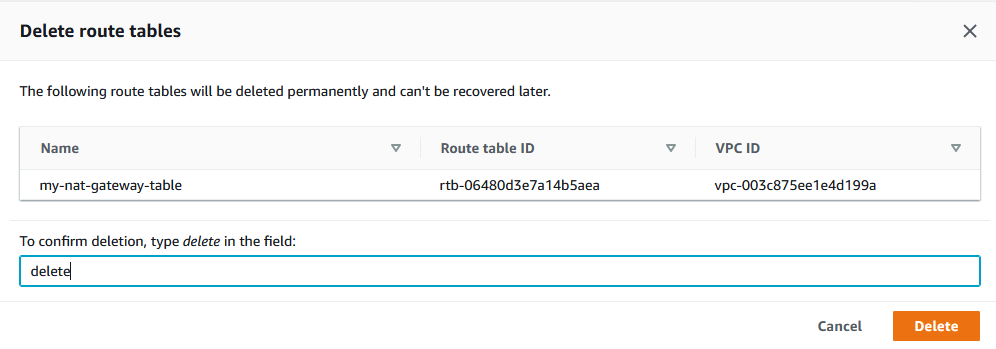 Delete route tables
The following route tables will be deleted permanently and can't be recovered later.
Name Route table ID VPC ID
my-nat-gateway-table rtb-06480d3e7a14b5aea vpc-003c875ee1e4d199a
To confirm deletion, type delete in the field:
delete
Cancel Delete